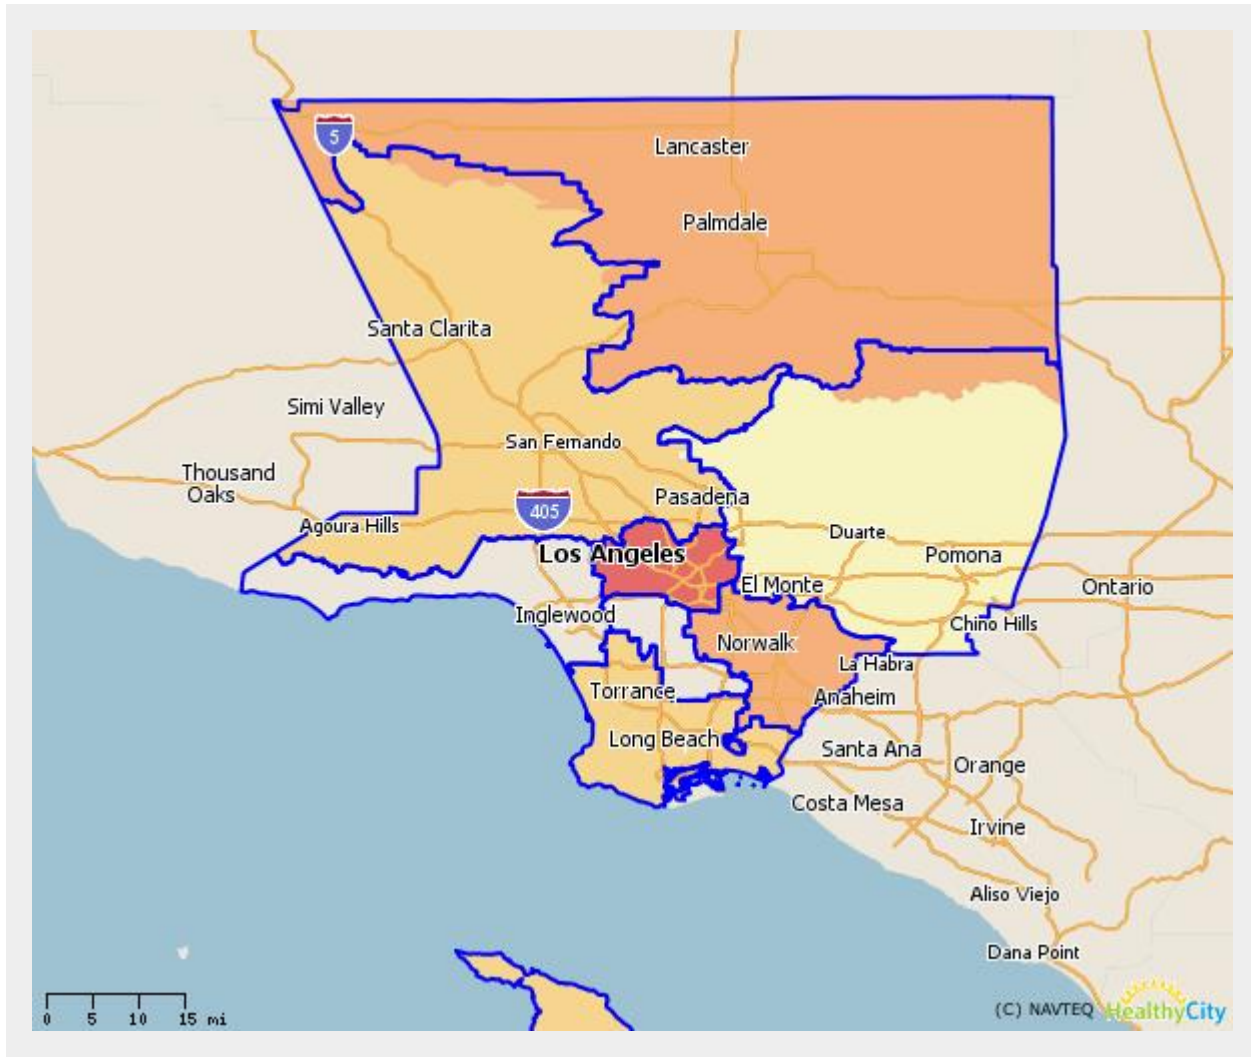 5
Lancaster
Palmdale
Santa Clarita
Simi Valley
San Fernando
Thousand
Oaks
Pasadena
405
Agoura Hills
Duarte
Los Angeles
Pomona
El Monte
Ontario
Inglewood
Chino Hills
Norwalk
La Habra
Torrance
Anaheim
Long Beach
Santa Ana
Orange
Costa Mesa
Irvine
Aliso Viejo
Dana Point
0 5 10 15 mi
(C) NAVTEQ HealthyCity